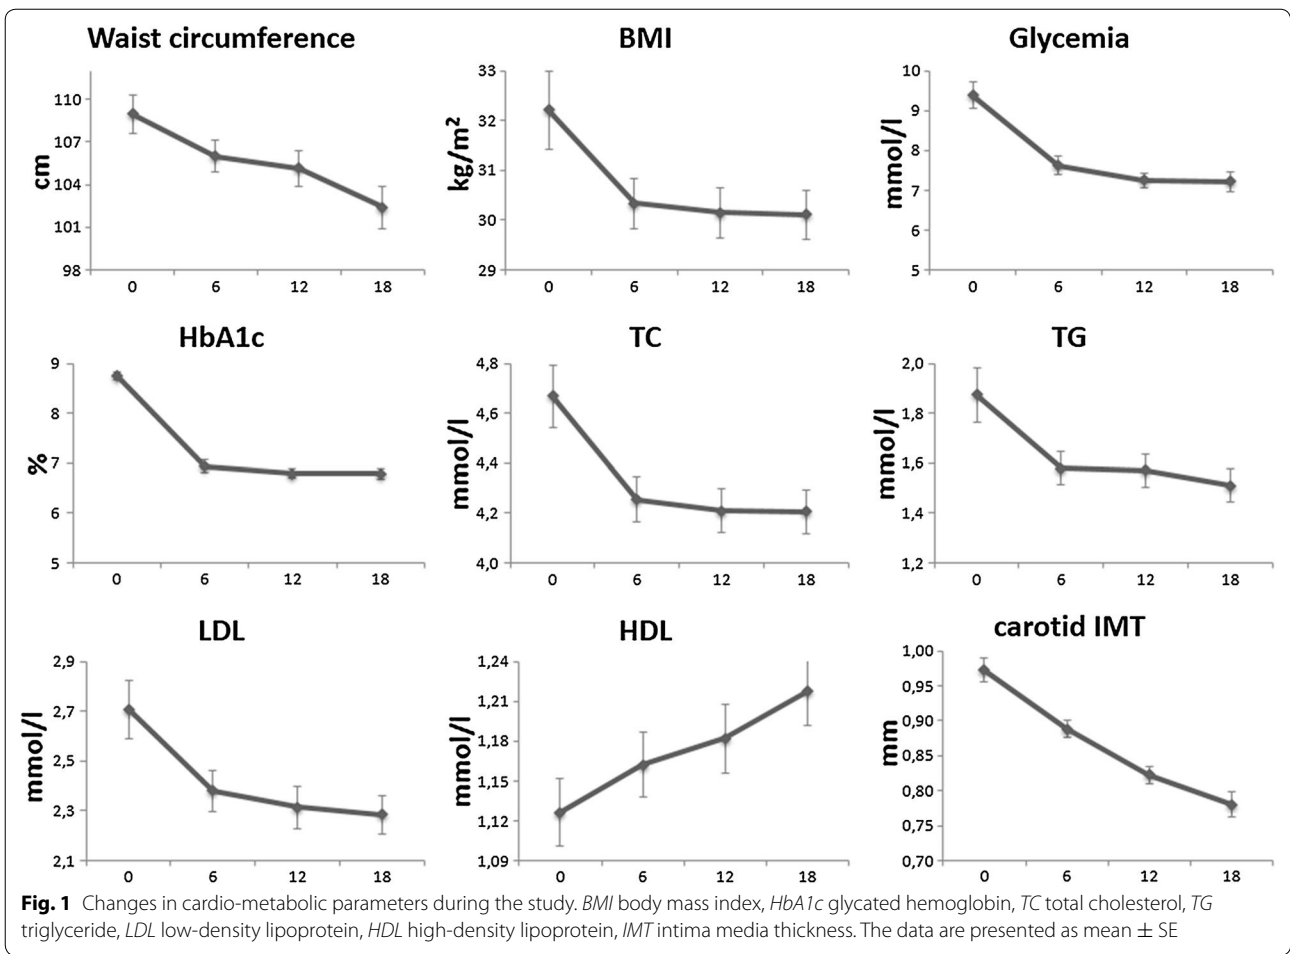 Waist circumference
cm
110
107
104
101
98
0 6 12 18
BMI
kg/m²
33
32
31
30
29
0 6 12 18
Glycemia
mmol/l
10
9
8
7
6
5
0 6 12 18
HbA1c
%
9
8
7
6
5
0 6 12 18
TC
mmol/l
4,8
4,6
4,4
4,2
4,0
0 6 12 18
TG
mmol/l
2,0
1,8
1,6
1,4
1,2
0 6 12 18
LDL
mmol/l
2,9
2,7
2,5
2,3
2,1
0 6 12 18
HDL
mmol/l
1,24
1,21
1,18
1,15
1,12
1,09
0 6 12 18
carotid IMT
mm
1,00
0,95
0,90
0,85
0,80
0,75
0,70
0 6 12 18
Fig. 1 Changes in cardio-metabolic parameters during the study. BMI body mass index, HbA1c glycated hemoglobin, TC total cholesterol, TG
triglyceride, LDL low-density lipoprotein, HDL high-density lipoprotein, IMT intima media thickness. The data are presented as mean ± SE